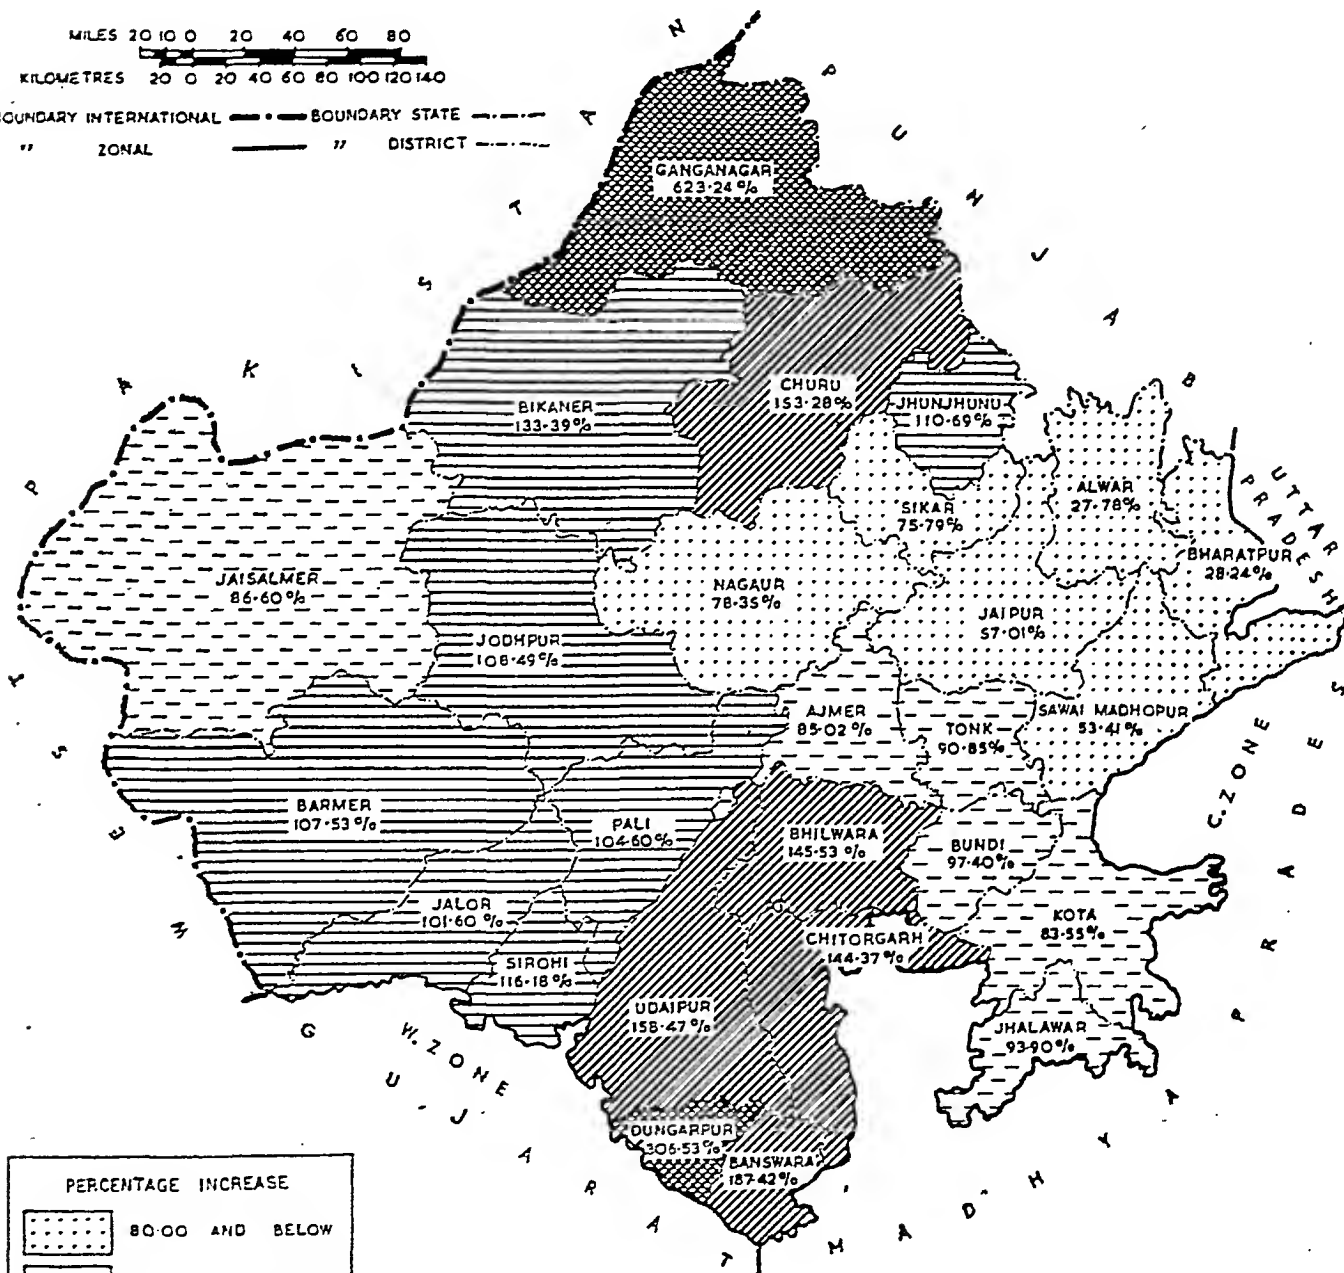 MILES 20 10 0 20 40 60 80
KILOMETRES 20 0 20 40 60 80 100 120 140
BOUNDARY INTERNATIONAL BOUNDARY STATE
" ZONAL " DISTRICT
W. PAKISTAN
PUNJAB
GANGANAGAR
623·24%
CHURU
153·28%
BIKANER
133·39%
JHUNJHUNU
110·69%
UTTAR
PRADESH
ALWAR
27·78%
SIKAR
75·79%
BHARATPUR
28·24%
JAISALMER
86·60%
NAGAUR
78·35%
JAIPUR
57·01%
JODHPUR
108·49%
AJMER
85·02%
TONK
90·85%
SAWAI MADHOPUR
53·41%
C. ZONE
BARMER
107·53%
PALI
104·60%
BHILWARA
145·53%
BUNDI
97·40%
JALOR
101·60%
KOTA
83·55%
CHITORGARH
144·37%
SIROHI
116·18%
UDAIPUR
158·47%
JHALAWAR
93·90%
W. ZONE
GUJARAT
DUNGARPUR
306·53%
BANSWARA
187·42%
MADHYA PRADES
PERCENTAGE INCREASE
80·00 AND BELOW